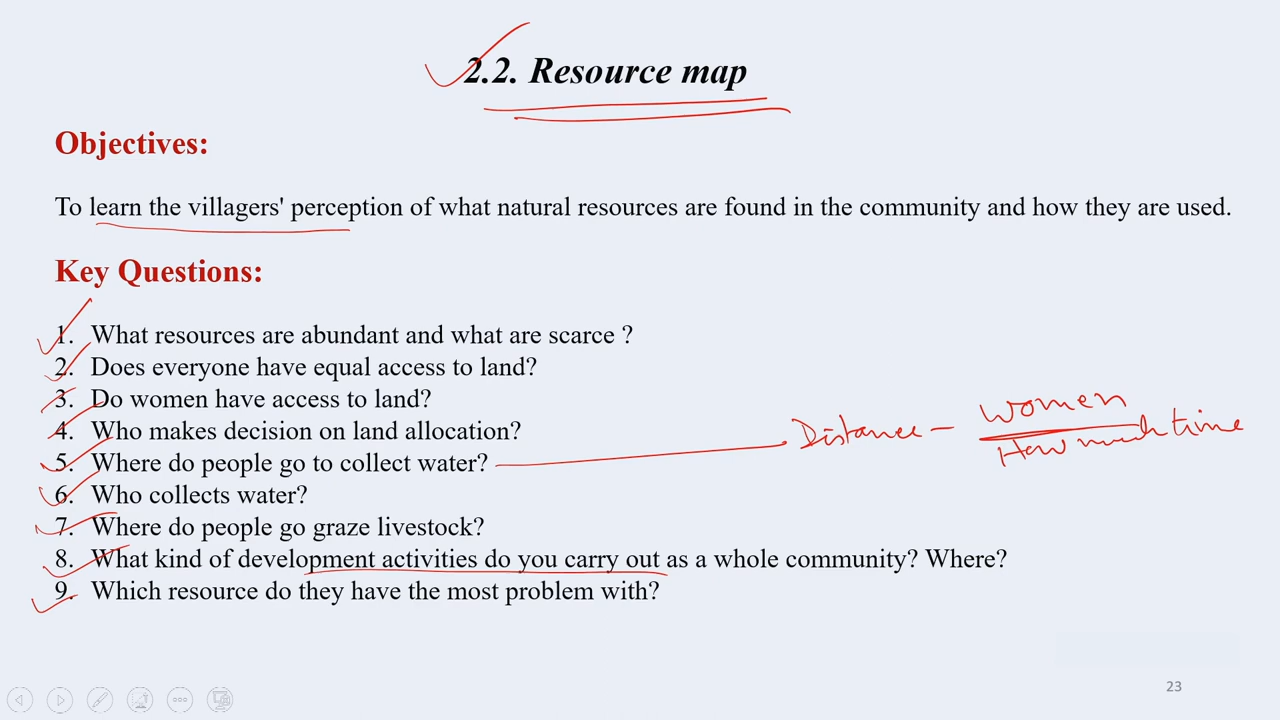 2.2. Resource map
Objectives:
To learn the villagers' perception of what natural resources are found in the community and how they are used.
Key Questions:
1. What resources are abundant and what are scarce ?
2. Does everyone have equal access to land?
3. Do women have access to land?
4. Who makes decision on land allocation?
5. Where do people go to collect water?
Distance - women
How much time
6. Who collects water?
7. Where do people go graze livestock?
8. What kind of development activities do you carry out as a whole community? Where?
9. Which resource do they have the most problem with?
23